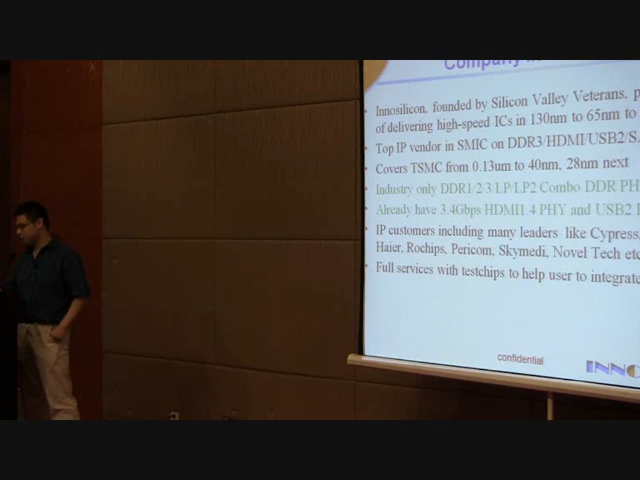 Company
Innosilicon, founded by Silicon Valley Veterans, p
of delivering high-speed ICs in 130nm to 65nm to
Top IP vendor in SMIC on DDR3/HDMI/USB2/S
Covers TSMC from 0.13um to 40nm, 28nm next
Industry only DDR1/2/3/LP/LP2 Combo DDR PH
Already have 3.4Gbps HDMI1.4 PHY and USB2
IP customers including many leaders like Cypress,
Haier, Rochips, Pericom, Skymedi, Novel Tech etc
Full services with testchips to help user to integrate
confidential
INNO